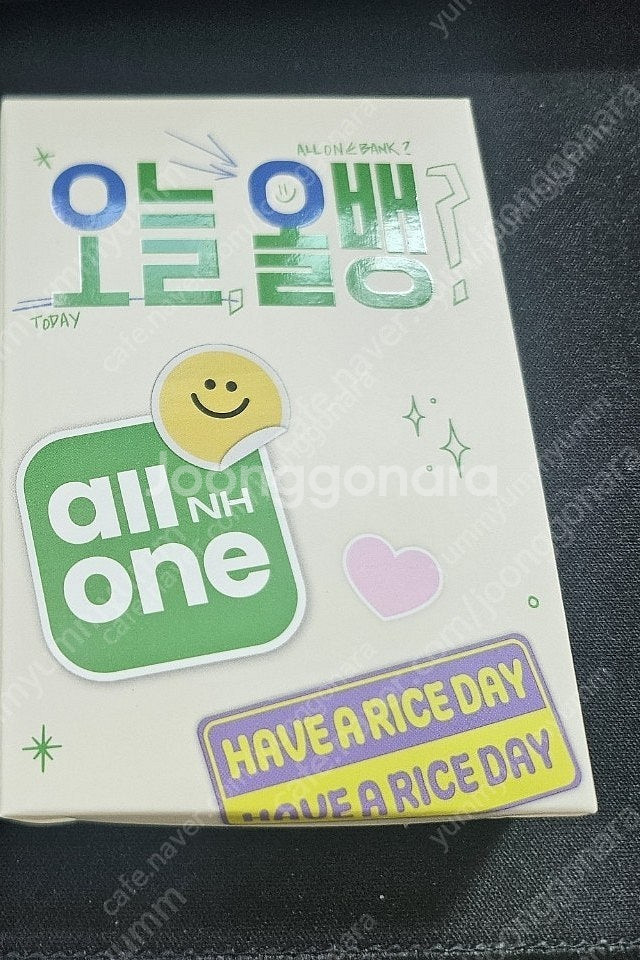 ALL ONE BANK?
오늘 올뱅?
TODAY
all NH
one
Joonggonara
HAVE A RICE DAY
HAVE A RICE DAY